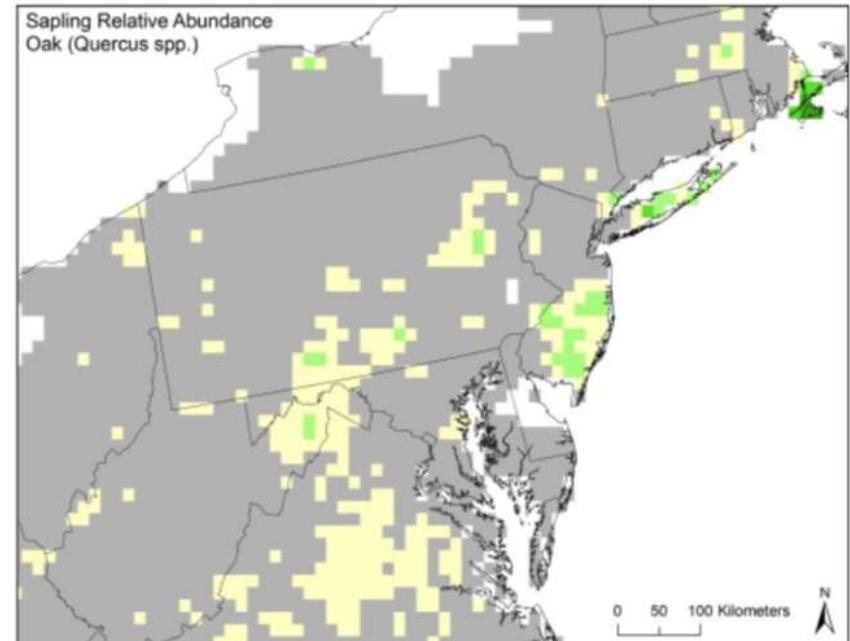 Sapling Relative Abundance
Oak (Quercus spp.)
N
0 50 100 Kilometers